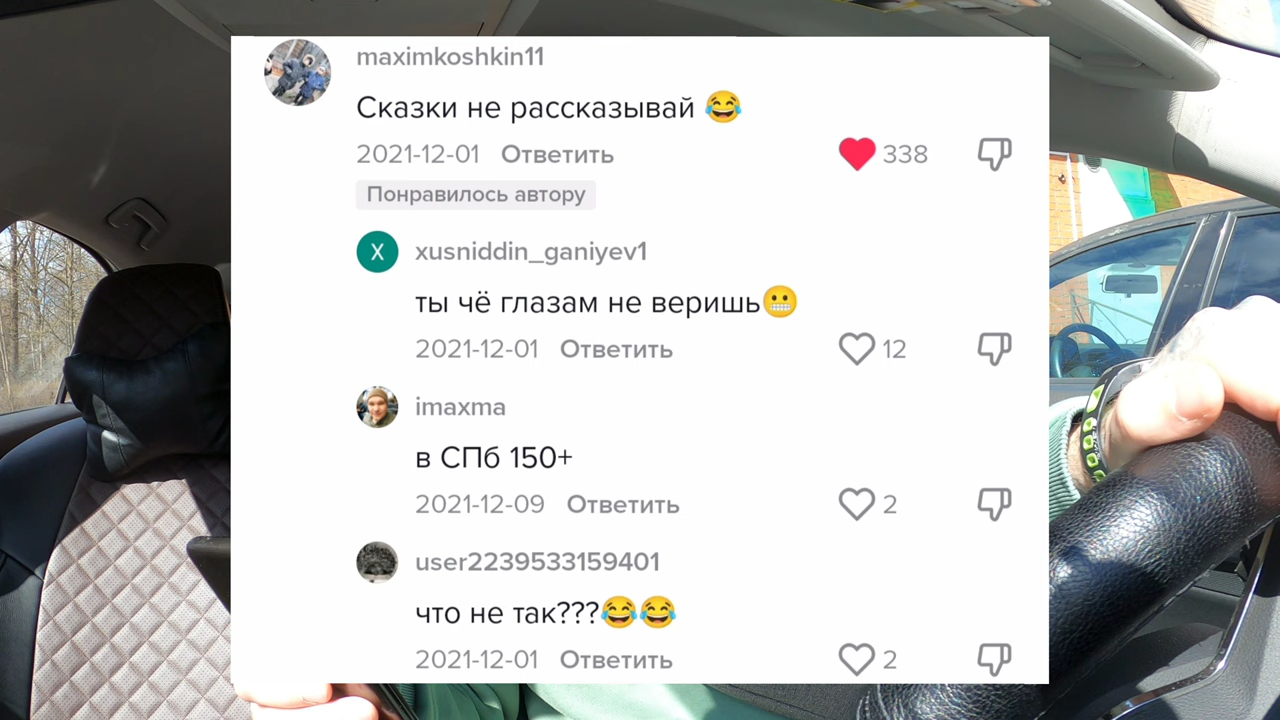 maximkoshkin11
Сказки не рассказывай 😂
2021-12-01 Ответить 338
Понравилось автору
X
xusniddin_ganiyev1
ты чё глазам не веришь😬
2021-12-01 Ответить 12
imaxma
в СПб 150+
2021-12-09 Ответить 2
user2239533159401
что не так???😂😂
2021-12-01 Ответить 2